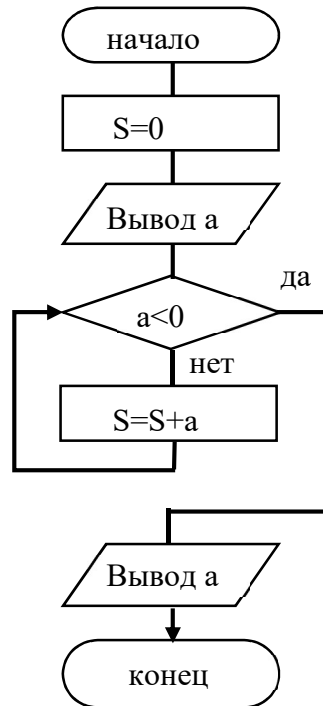 начало
S=0
Вывод a
да
a<0
нет
S=S+a
Вывод a
конец